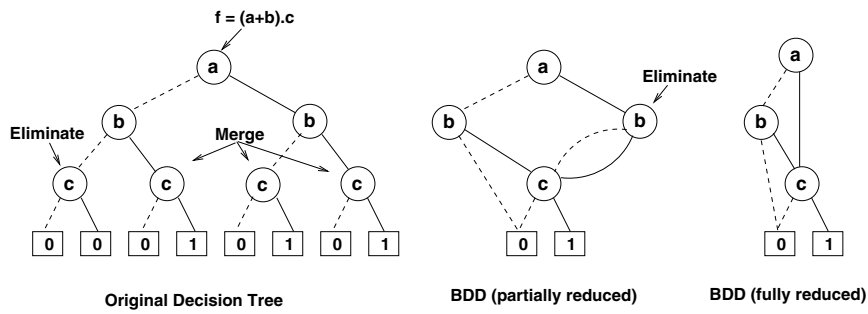 f = (a+b).c
a
b
b
Eliminate
Merge
c
c
c
c
0
0
0
1
0
1
0
1
Original Decision Tree
a
Eliminate
b
b
c
0
1
BDD (partially reduced)
a
b
c
0
1
BDD (fully reduced)